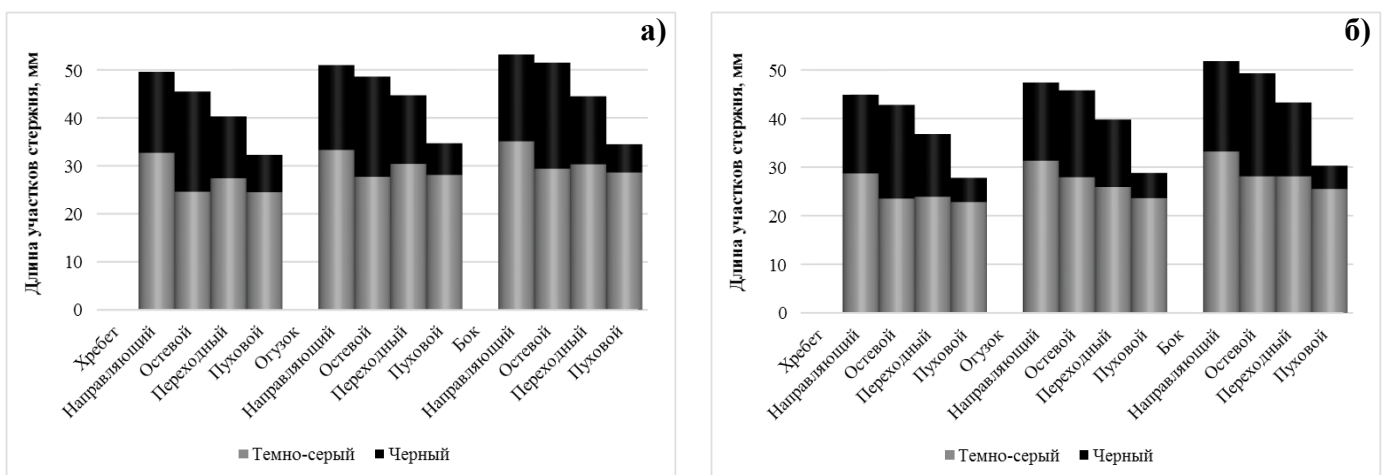 а)
Длина участков стержня, мм
50
40
30
20
10
0
Хребет
Направляющий
Остевой
Переходный
Пуховой
Огузок
Направляющий
Остевой
Переходный
Пуховой
Бок
Направляющий
Остевой
Переходный
Пуховой
Темно-серый Черный
б)
Длина участков стержня, мм
50
40
30
20
10
0
Хребет
Направляющий
Остевой
Переходный
Пуховой
Огузок
Направляющий
Остевой
Переходный
Пуховой
Бок
Направляющий
Остевой
Переходный
Пуховой
Темно-серый Черный